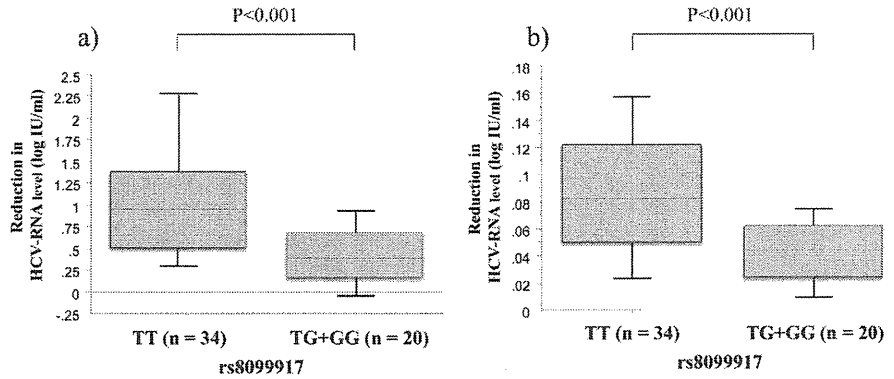 a)
P<0.001
Reduction in
HCV-RNA level (log IU/ml)
2.5
2.25
2
1.75
1.5
1.25
1
.75
.5
.25
0
-.25
TT (n = 34)
TG+GG (n = 20)
rs8099917
b)
P<0.001
Reduction in
HCV-RNA level (log IU/ml)
.18
.16
.14
.12
.1
.08
.06
.04
.02
0
TT (n = 34)
TG+GG (n = 20)
rs8099917